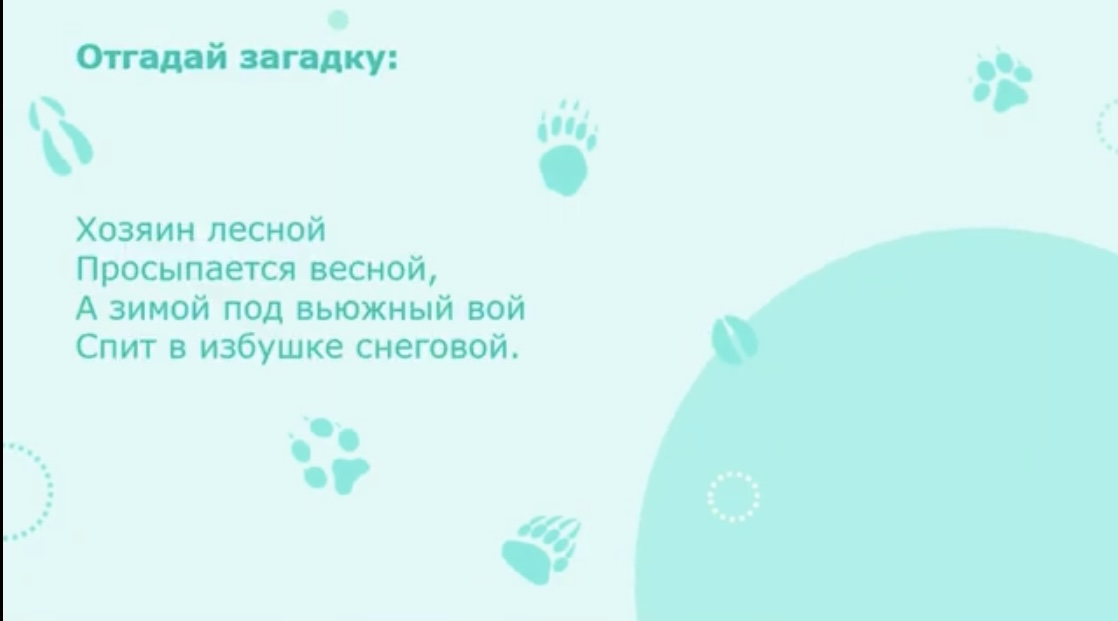 Отгадай загадку:
Хозяин лесной
Просыпается весной,
А зимой под вьюжный вой
Спит в избушке снеговой.